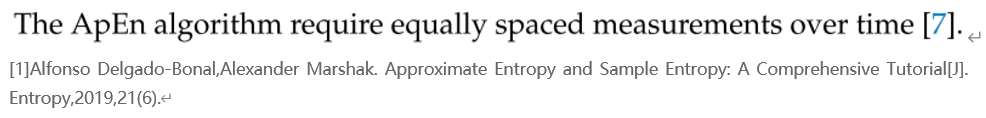 The ApEn algorithm require equally spaced measurements over time [7]. ↵
[1]Alfonso Delgado-Bonal,Alexander Marshak. Approximate Entropy and Sample Entropy: A Comprehensive Tutorial[J].
Entropy,2019,21(6).↵